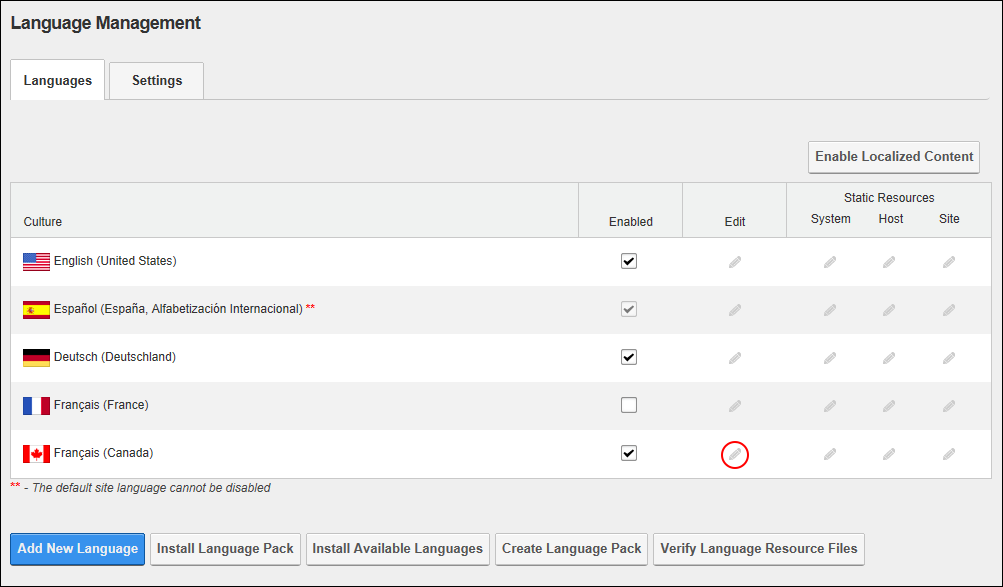 Language Management
Languages Settings
Enable Localized Content
Static Resources
Culture Enabled Edit System Host Site
English (United States)
Español (España, Alfabetización Internacional) **
Deutsch (Deutschland)
Français (France)
Français (Canada)
** - The default site language cannot be disabled
Add New Language Install Language Pack Install Available Languages Create Language Pack Verify Language Resource Files